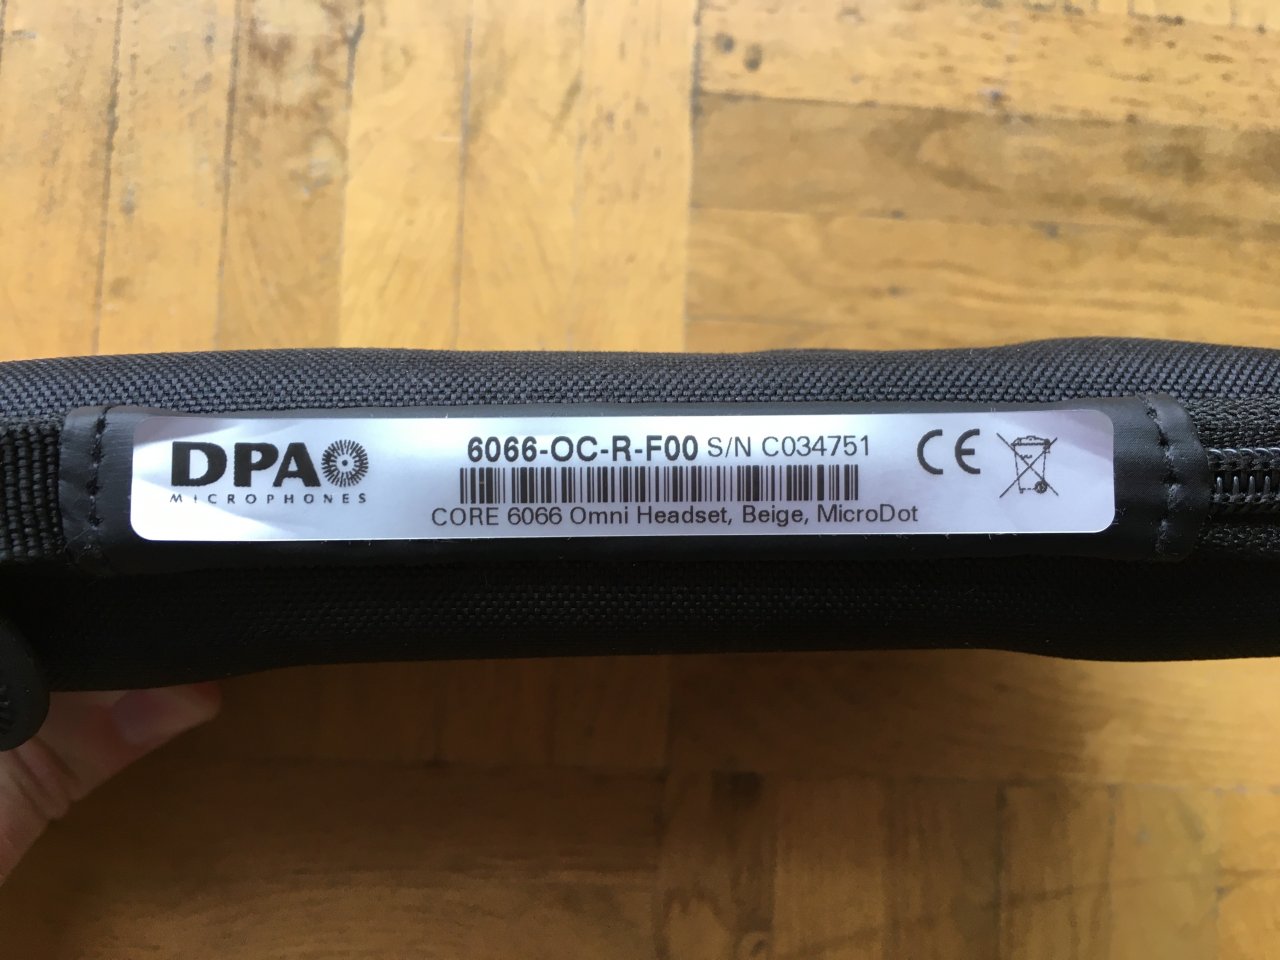 DPA
MICROPHONES
6066-OC-R-F00 S/N C034751
CORE 6066 Omni Headset, Beige, MicroDot
CE